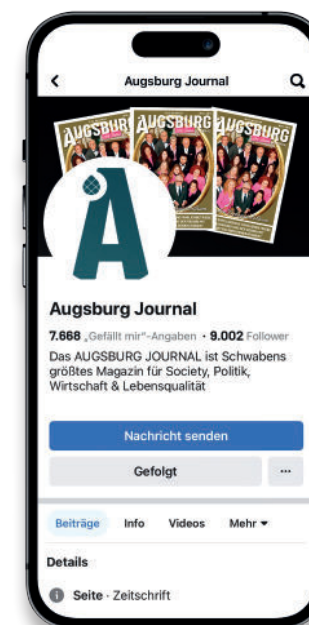 Augsburg Journal
AUGSBURG AUGSBURG AUGSBURG
A
Augsburg Journal
7.668 „Gefällt mir“-Angaben · 9.002 Follower
Das AUGSBURG JOURNAL ist Schwabens
größtes Magazin für Society, Politik,
Wirtschaft & Lebensqualität
Nachricht senden
Gefolgt ...
Beiträge Info Videos Mehr
Details
Seite · Zeitschrift